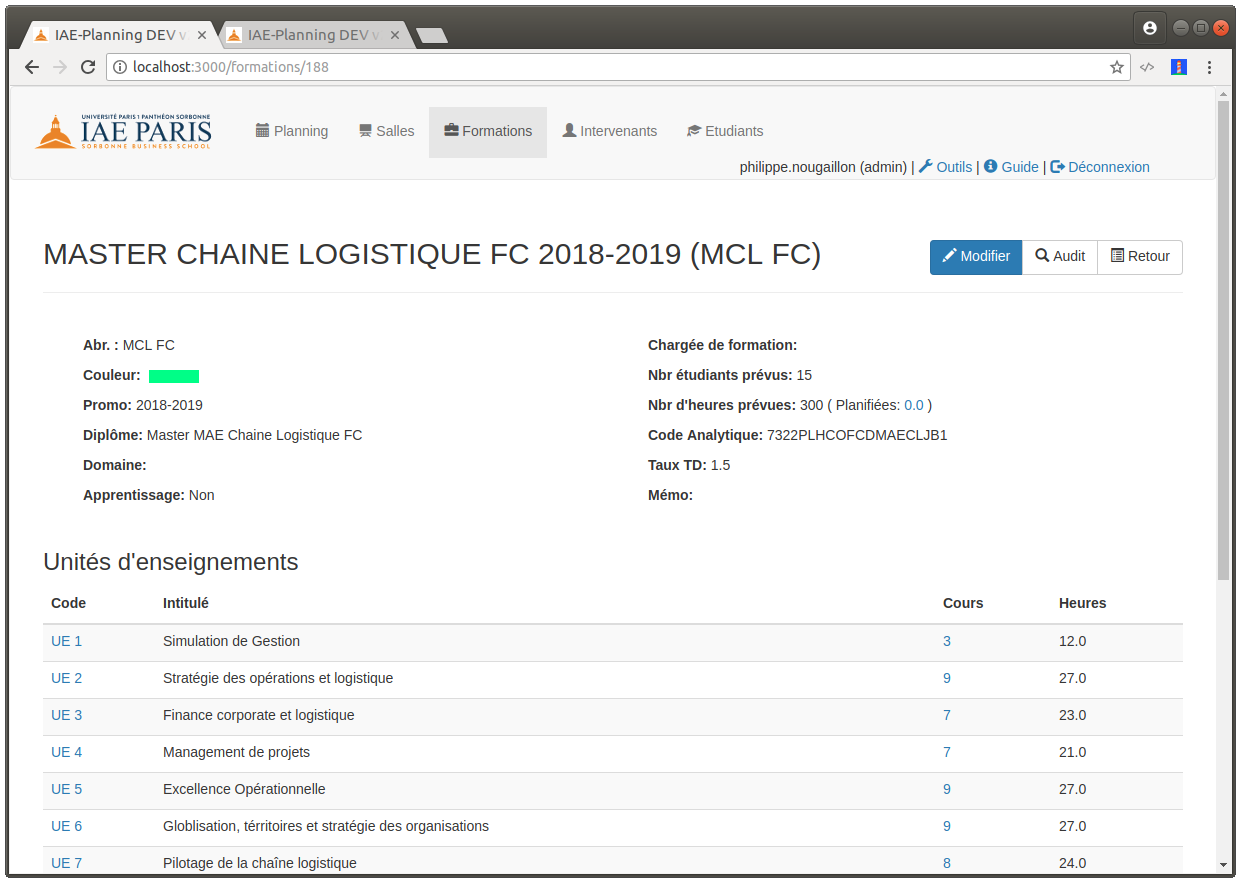 IAE-Planning DEV v
IAE-Planning DEV v
localhost:3000/formations/188
UNIVERSITÉ PARIS 1 PANTHÉON SORBONNE
IAE PARIS
SORBONNE BUSINESS SCHOOL
Planning Salles Formations Intervenants Etudiants
philippe.nougaillon (admin) | Outils | Guide | Déconnexion
MASTER CHAINE LOGISTIQUE FC 2018-2019 (MCL FC)
Modifier Audit Retour
Abr. : MCL FC
Couleur:
Promo: 2018-2019
Diplôme: Master MAE Chaine Logistique FC
Domaine:
Apprentissage: Non
Chargée de formation:
Nbr étudiants prévus: 15
Nbr d'heures prévues: 300 ( Planifiées: 0.0 )
Code Analytique: 7322PLHCOFCDMAECLJB1
Taux TD: 1.5
Mémo:
Unités d'enseignements
Code Intitulé Cours Heures
UE 1 Simulation de Gestion 3 12.0
UE 2 Stratégie des opérations et logistique 9 27.0
UE 3 Finance corporate et logistique 7 23.0
UE 4 Management de projets 7 21.0
UE 5 Excellence Opérationnelle 9 27.0
UE 6 Globlisation, térritoires et stratégie des organisations 9 27.0
UE 7 Pilotage de la chaîne logistique 8 24.0